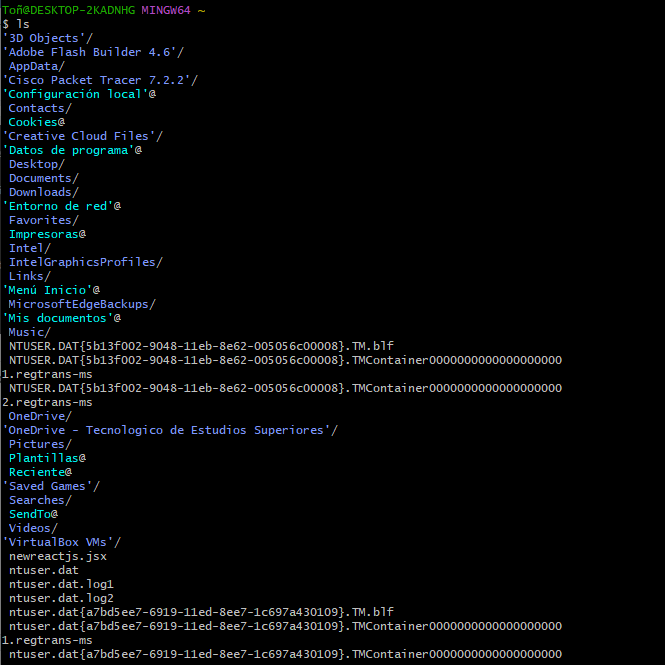 Toñ@DESKTOP-2KADNHG MINGW64 ~
$ ls
'3D Objects'/
'Adobe Flash Builder 4.6'/
AppData/
'Cisco Packet Tracer 7.2.2'/
'Configuración local'@
Contacts/
Cookies@
'Creative Cloud Files'/
'Datos de programa'@
Desktop/
Documents/
Downloads/
'Entorno de red'@
Favorites/
Impresoras@
Intel/
IntelGraphicsProfiles/
Links/
'Menú Inicio'@
MicrosoftEdgeBackups/
'Mis documentos'@
Music/
NTUSER.DAT{5b13f002-9048-11eb-8e62-005056c00008}.TM.blf
NTUSER.DAT{5b13f002-9048-11eb-8e62-005056c00008}.TMContainer0000000000000000000
1.regtrans-ms
NTUSER.DAT{5b13f002-9048-11eb-8e62-005056c00008}.TMContainer0000000000000000000
2.regtrans-ms
OneDrive/
'OneDrive - Tecnologico de Estudios Superiores'/
Pictures/
Plantillas@
Reciente@
'Saved Games'/
Searches/
SendTo@
Videos/
'VirtualBox VMs'/
newreactjs.jsx
ntuser.dat
ntuser.dat.log1
ntuser.dat.log2
ntuser.dat{a7bd5ee7-6919-11ed-8ee7-1c697a430109}.TM.blf
ntuser.dat{a7bd5ee7-6919-11ed-8ee7-1c697a430109}.TMContainer0000000000000000000
1.regtrans-ms
ntuser.dat{a7bd5ee7-6919-11ed-8ee7-1c697a430109}.TMContainer0000000000000000000